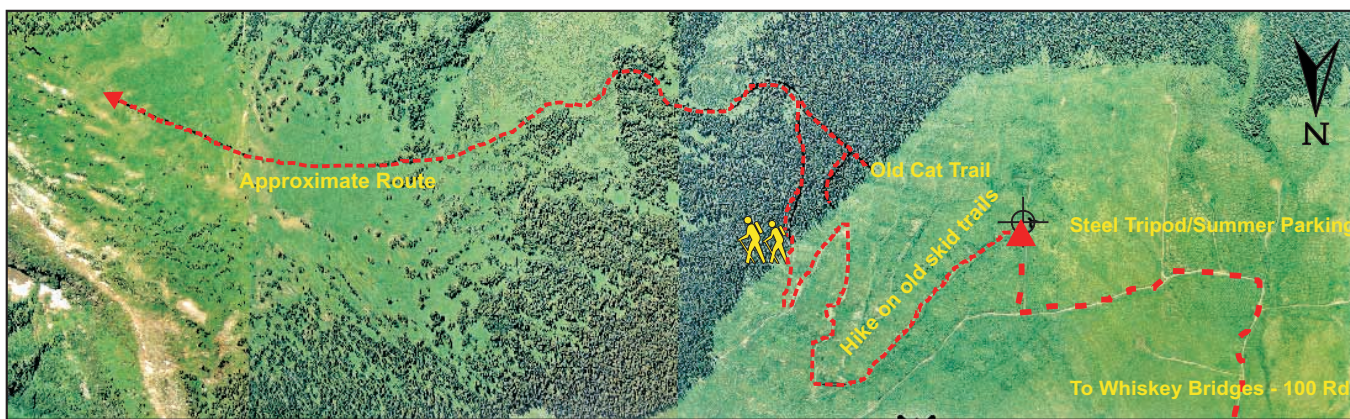 N
Approximate Route
Old Cat Trail
Hike on old skid trails
Steel Tripod/Summer Parking
To Whiskey Bridges - 100 Rd